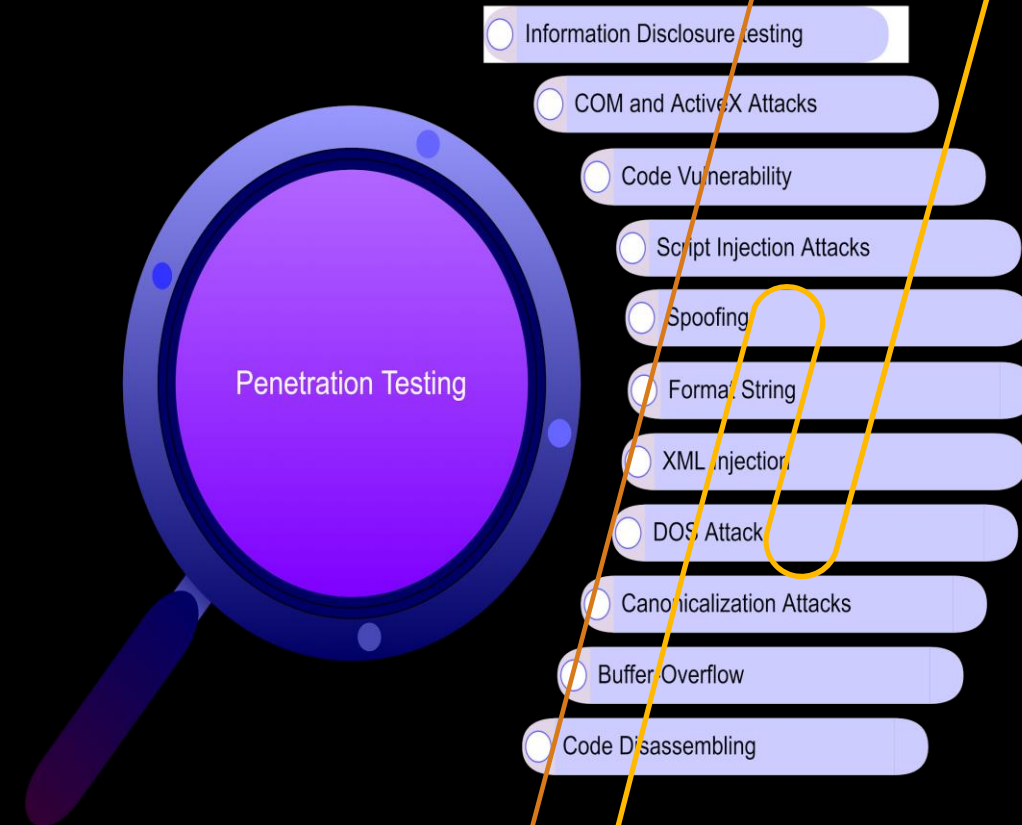 Information Disclosure testing
COM and ActiveX Attacks
Code Vulnerability
Script Injection Attacks
Spoofing
Format String
Penetration Testing
XML Injection
DOS Attack
Canonicalization Attacks
Buffer-Overflow
Code Disassembling